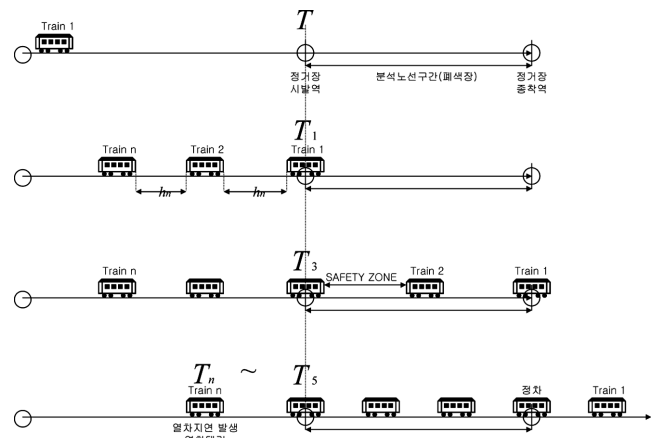 T
Train 1
정거장
시발역
분석노선구간(폐색장)
정거장
종착역
T1
Train n
Train 2
Train 1
hn
hn
T3
Train n
SAFETY ZONE
Train 2
Train 1
Tn ~ T5
Train n
정차
Train 1
열차지연 발생